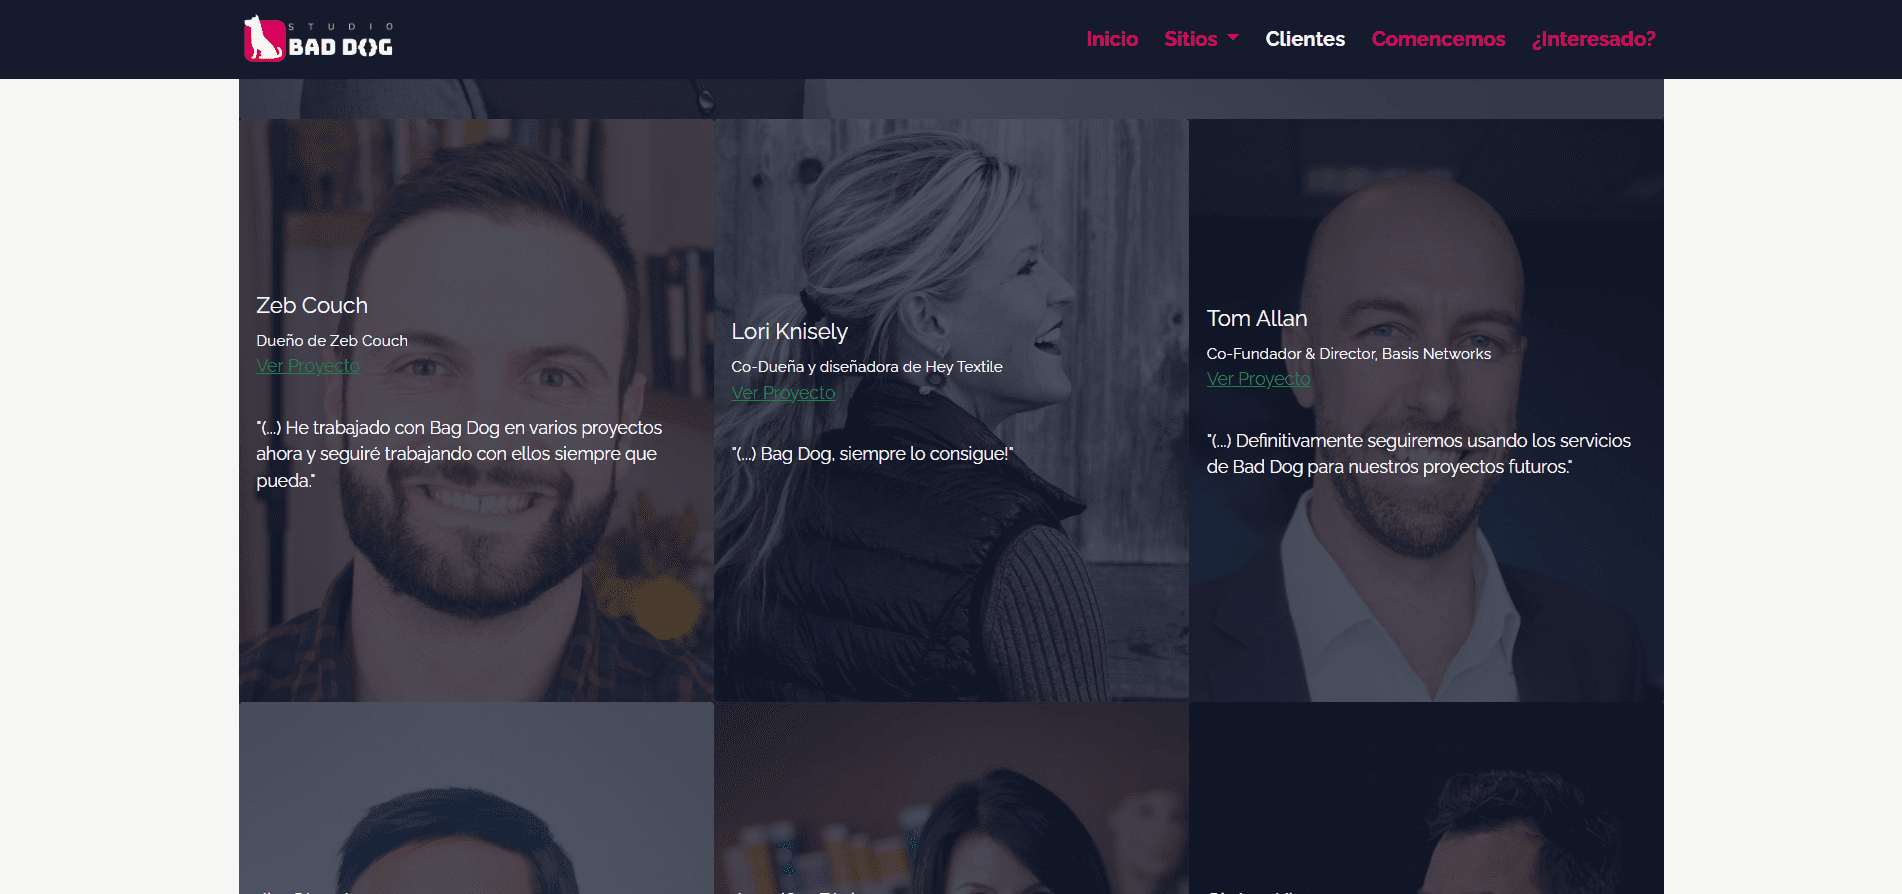 STUDIO
BAD DOG
Inicio Sitios Clientes Comencemos ¿Interesado?
Zeb Couch
Dueño de Zeb Couch
Ver Proyecto
"(...) He trabajado con Bag Dog en varios proyectos
ahora y seguiré trabajando con ellos siempre que
pueda."
Lori Knisely
Co-Dueña y diseñadora de Hey Textile
Ver Proyecto
"(...) Bag Dog, siempre lo consigue!"
Tom Allan
Co-Fundador & Director, Basis Networks
Ver Proyecto
"(...) Definitivamente seguiremos usando los servicios
de Bad Dog para nuestros proyectos futuros."